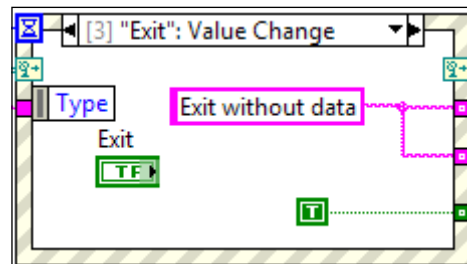 [3] "Exit": Value Change
Type
Exit without data
Exit
TF
T